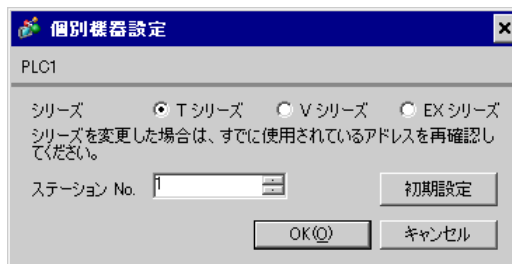 個別機器設定
PLC1
シリーズ Tシリーズ Vシリーズ EXシリーズ
シリーズを変更した場合は、すでに使用されているアドレスを再確認し
てください。
ステーション No. 1 初期設定
OK(O) キャンセル